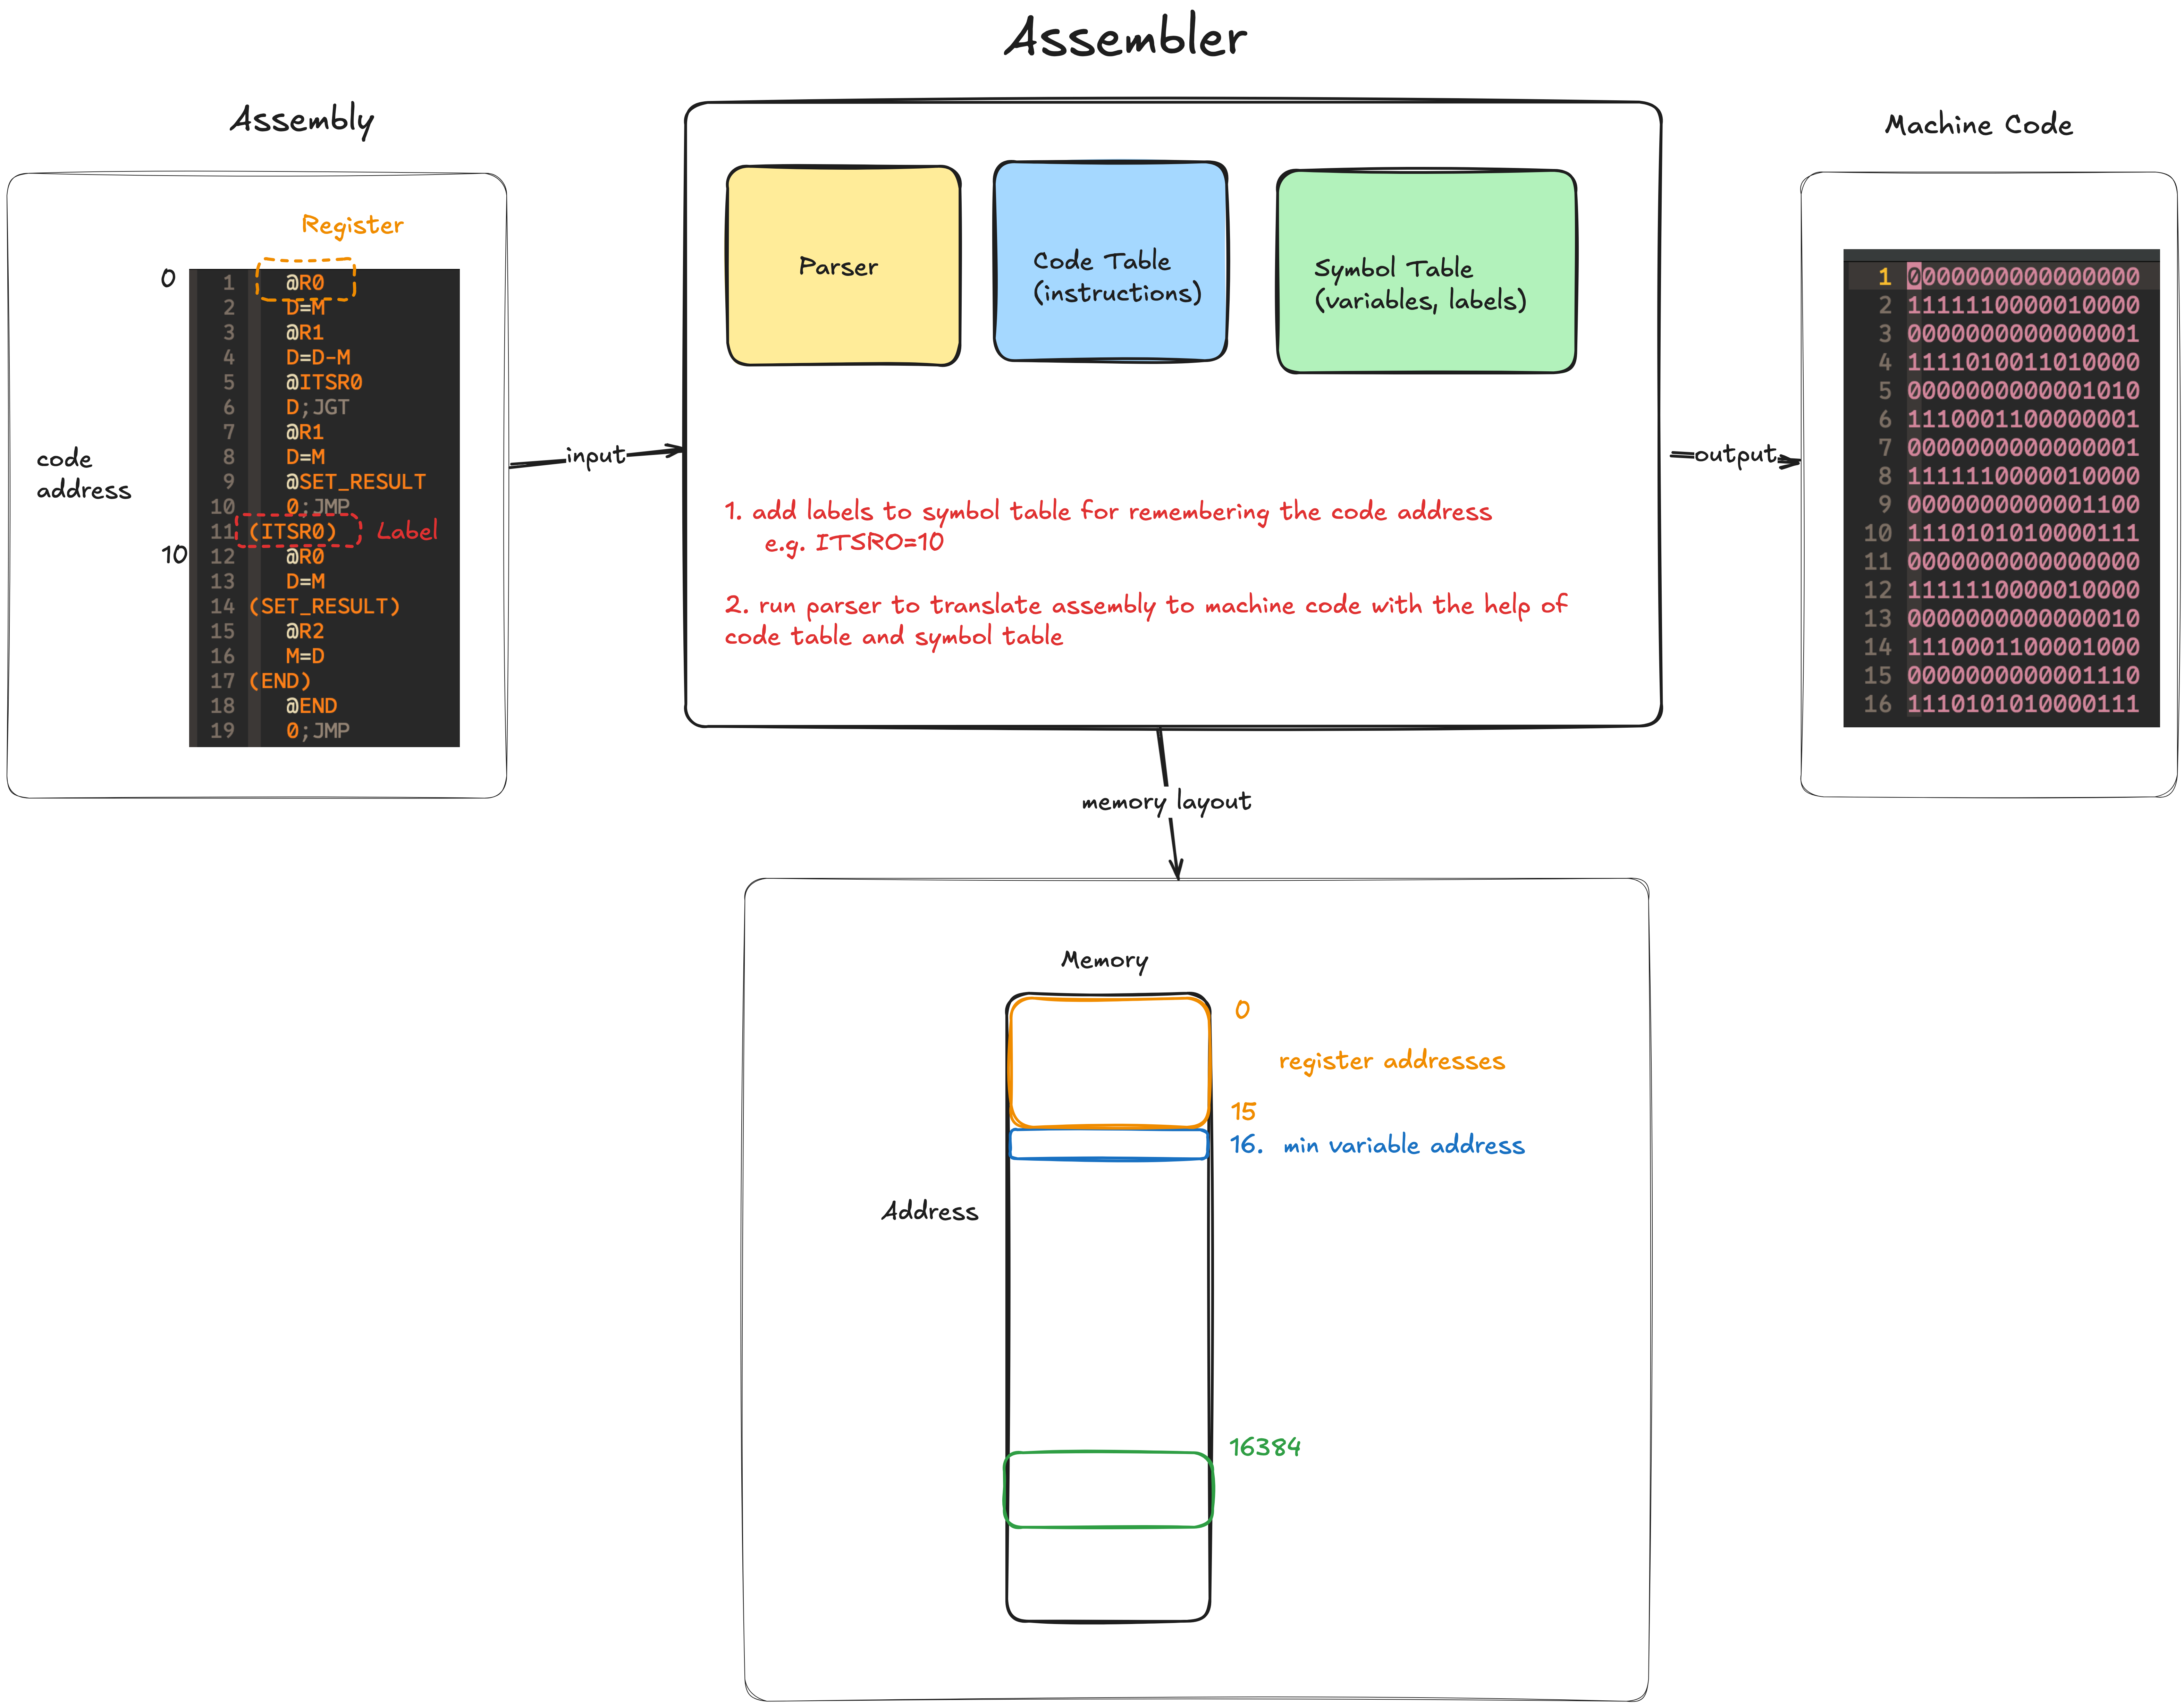 Assembler
Assembly
Register
0
code
address
10
1 @R0
2 D=M
3 @R1
4 D=D-M
5 @ITSR0
6 D;JGT
7 @R1
8 D=M
9 @SET_RESULT
10 0;JMP
11 (ITSR0)
Label
12 @R0
13 D=M
14 (SET_RESULT)
15 @R2
16 M=D
17 (END)
18 @END
19 0;JMP
input
Parser
Code Table
(instructions)
Symbol Table
(variables, labels)
1. add labels to symbol table for remembering the code address
e.g. ITSR0=10
2. run parser to translate assembly to machine code with the help of
code table and symbol table
output
Machine Code
1 0000000000000000
2 1111110000010000
3 0000000000000001
4 1111010011010000
5 0000000000001010
6 1110001100000001
7 0000000000000001
8 1111110000010000
9 0000000000001100
10 1110101010000111
11 0000000000000000
12 1111110000010000
13 0000000000000010
14 1110001100001000
15 0000000000001110
16 1110101010000111
memory layout
Memory
0
register addresses
15
16. min variable address
Address
16384